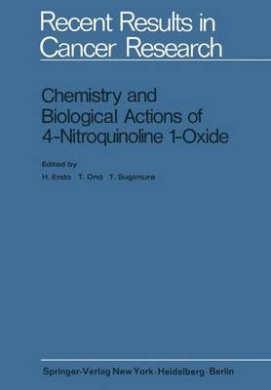 Recent Results in
Cancer Research
Chemistry and
Biological Actions of
4-Nitroquinoline 1-Oxide
Edited by
H. Endo T. Ono T. Sugimura
Springer-Verlag New York · Heidelberg · Berlin